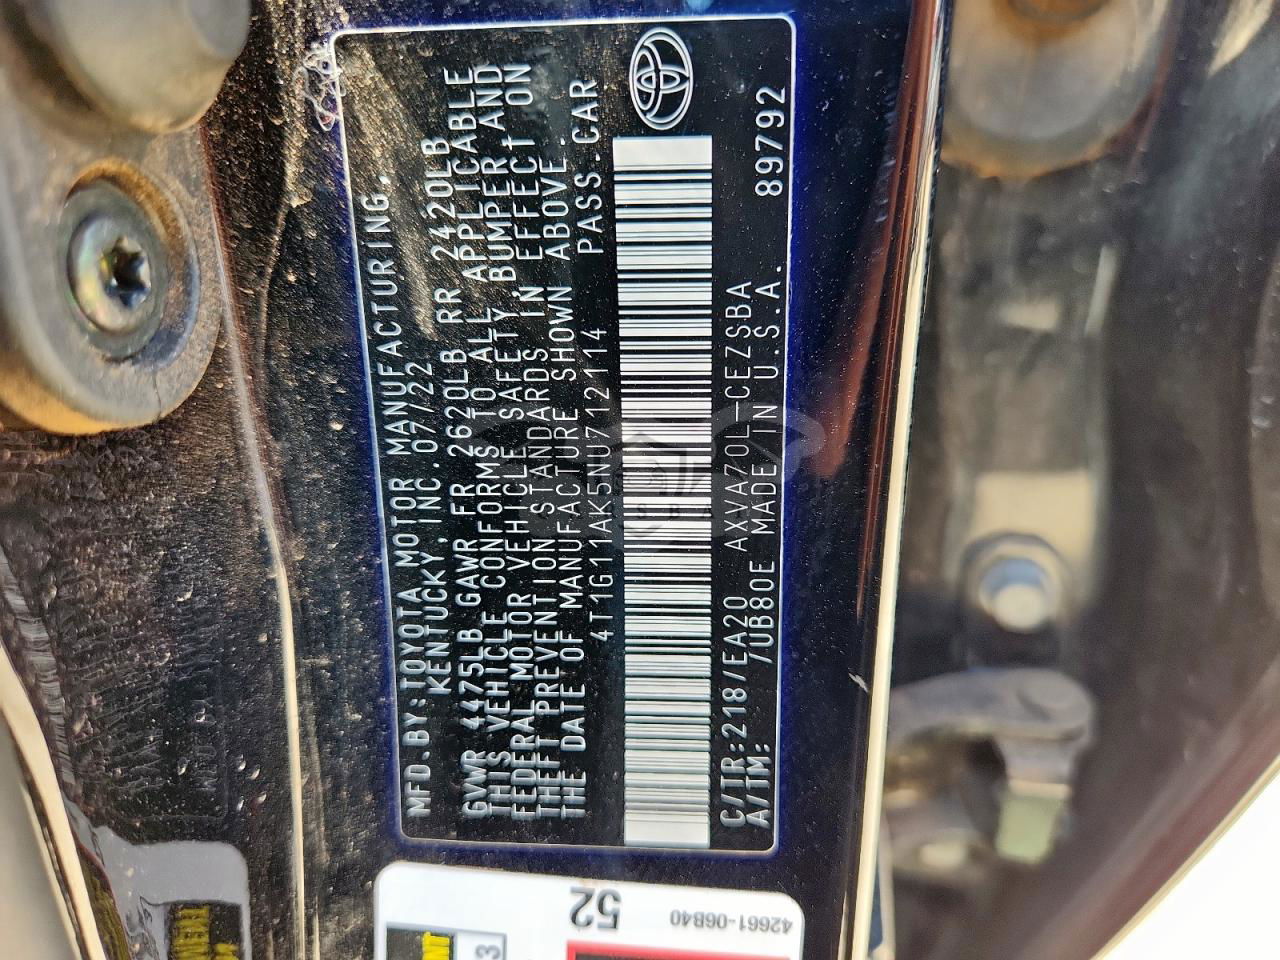 MFD.BY:TOYOTA MOTOR MANUFACTURING.
KENTUCKY,INC.07/22
GVWR 4475LB GAWR FR 2620LB RR 2420LB
THIS VEHICLE CONFORMS TO ALL APPLICABLE
FEDERAL MOTOR VEHICLE SAFETY,BUMPER AND
THEFT PREVENTION STANDARDS IN EFFECT ON
THE DATE OF MANUFACTURE SHOWN ABOVE.
4T1G11AK5NU712114 PASS.CAR
C/TR:218/EA20 AXVA70L-CEZSBA
A/TM: /UB80E MADE IN U.S.A. 89792
52
42661-06B40
3